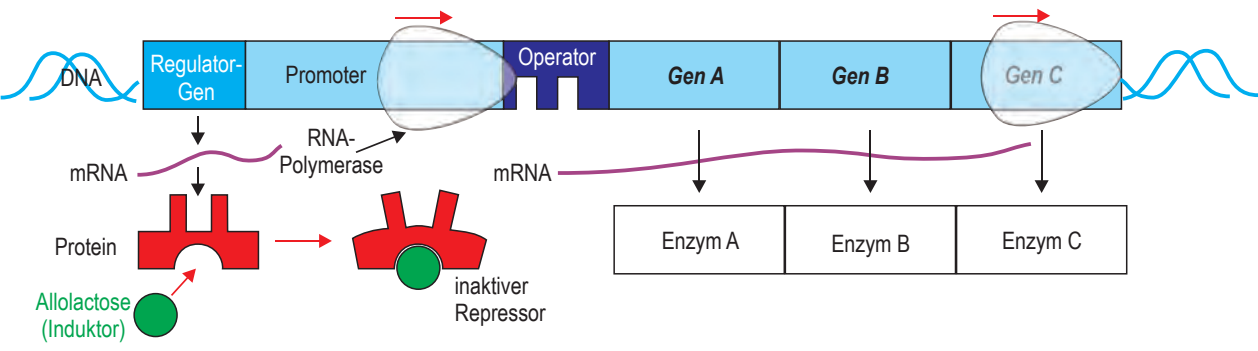 DNA
Regulator-
Gen
Promoter
Operator
Gen A
Gen B
Gen C
RNA-
Polymerase
mRNA
mRNA
Protein
Enzym A
Enzym B
Enzym C
inaktiver
Repressor
Allolactose
(Induktor)